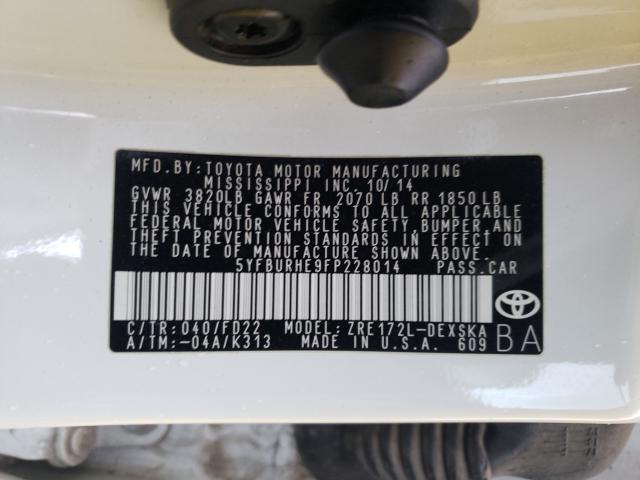 MFD.BY:TOYOTA MOTOR MANUFACTURING
MISSISSIPPI INC. 10/14
GVWR 3820LB GAWR FR 2070 LB RR 1850 LB
THIS VEHICLE CONFORMS TO ALL APPLICABLE
FEDERAL MOTOR VEHICLE SAFETY,BUMPER,AND
THEFT PREVENTION STANDARDS IN EFFECT ON
THE DATE OF MANUFACTURE SHOWN ABOVE.
5YFBURHE9FP228014 PASS.CAR
C/TR:040/FD22 MODEL:ZRE172L-DEXSKA
A/TM:-04A/K313 MADE IN U.S.A. 609
BA